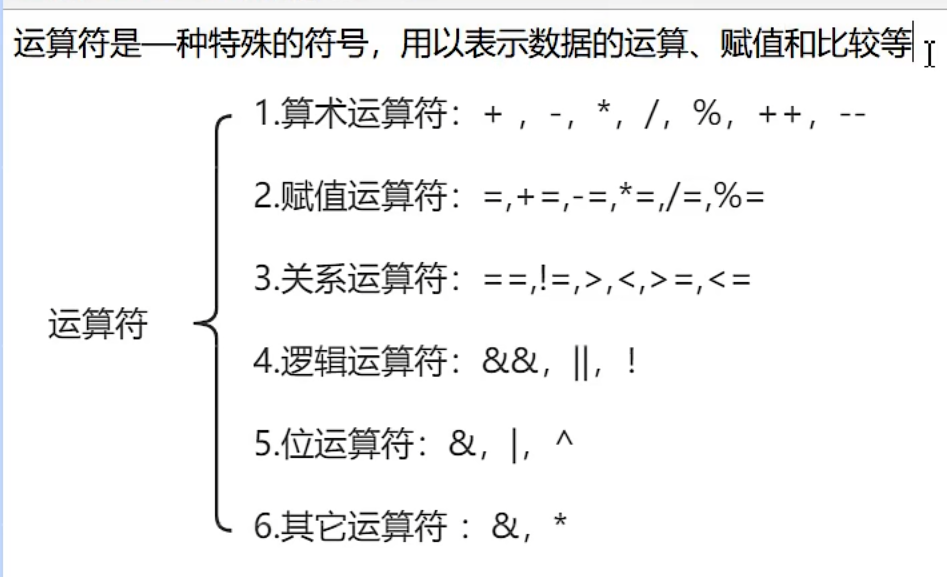 运算符是一种特殊的符号，用以表示数据的运算、赋值和比较等
1.算术运算符：+ ，-，*，/，%，++，--
2.赋值运算符：=,+=,-=,*=,/=,%=
3.关系运算符：==,!=,>,<,>=,<=
运算符
4.逻辑运算符：&&，||，!
5.位运算符：&，|，^
6.其它运算符 ：&，*